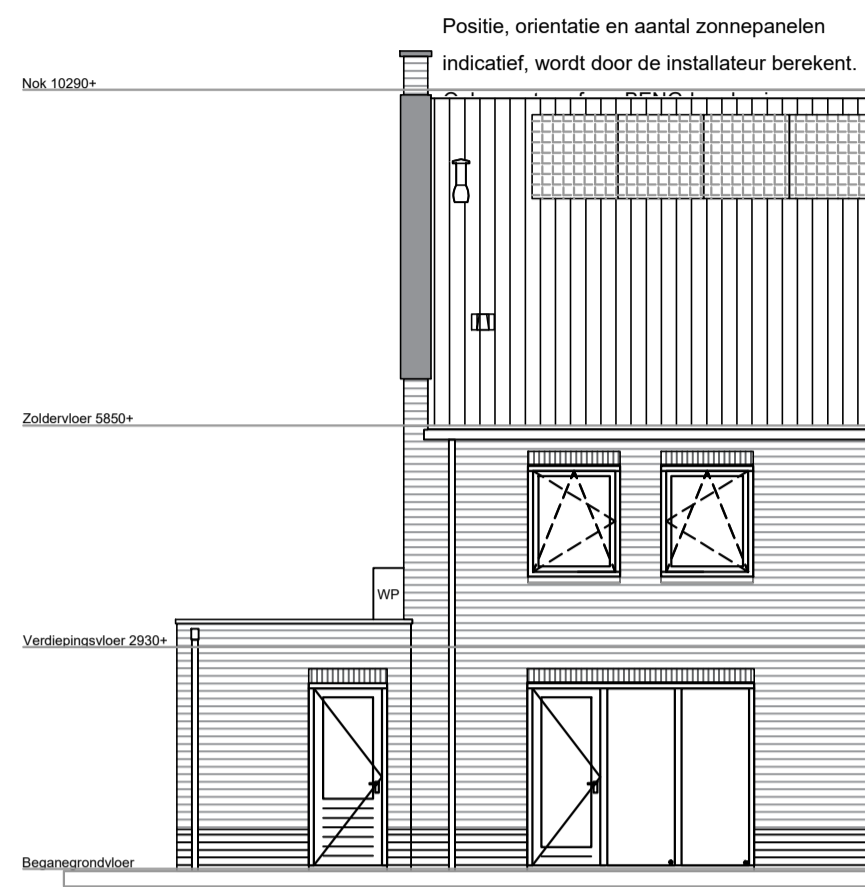 Positie, orientatie en aantal zonnepanelen
indicatief, wordt door de installateur berekent.
Nok 10290+
Zoldervloer 5850+
WP
Verdiepingsvloer 2930+
Beganegrondvloer